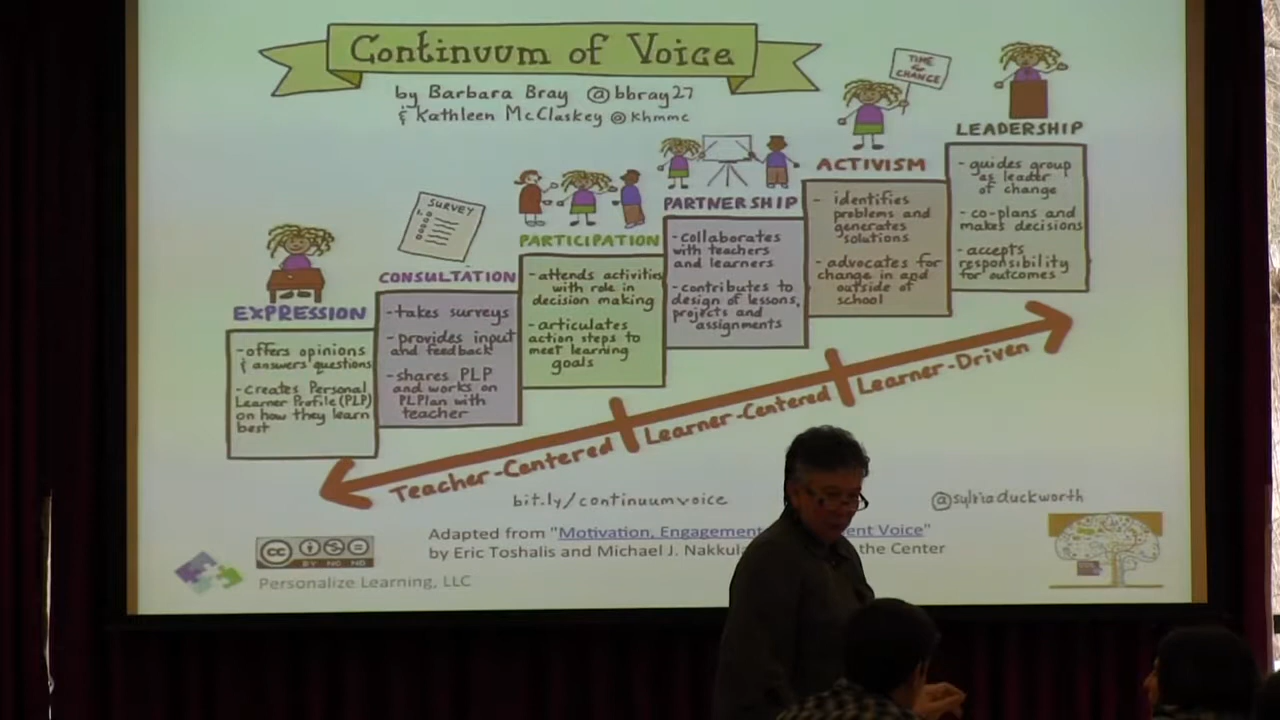 Continuum of Voice
by Barbara Bray @bbray27
& Kathleen McClaskey @khmmc
TIME for CHANGE
SURVEY
EXPRESSION
-offers opinions
& answers questions
-creates Personal
Learner Profile (PLP)
on how they learn
best
CONSULTATION
-takes surveys
-provides input
and feedback
-shares PLP
and works on
PLPlan with
teacher
PARTICIPATION
-attends activities
with role in
decision making
-articulates
action steps to
meet learning
goals
PARTNERSHIP
-collaborates
with teachers
and learners
-contributes to
design of lessons,
projects and
assignments
ACTIVISM
- identifies
problems and
generates
solutions
-advocates for
change in and
outside of
school
LEADERSHIP
-guides group
as leader
of change
-co-plans and
makes decisions
-accepts
responsibility
for outcomes
Teacher-Centered
Learner-Centered
Learner-Driven
bit.ly/continuumvoice
@sylviaduckworth
Adapted from "Motivation, Engagement
Voice"
by Eric Toshalis and Michael J.
the Center
cc
BY NC ND
Personalize Learning, LLC